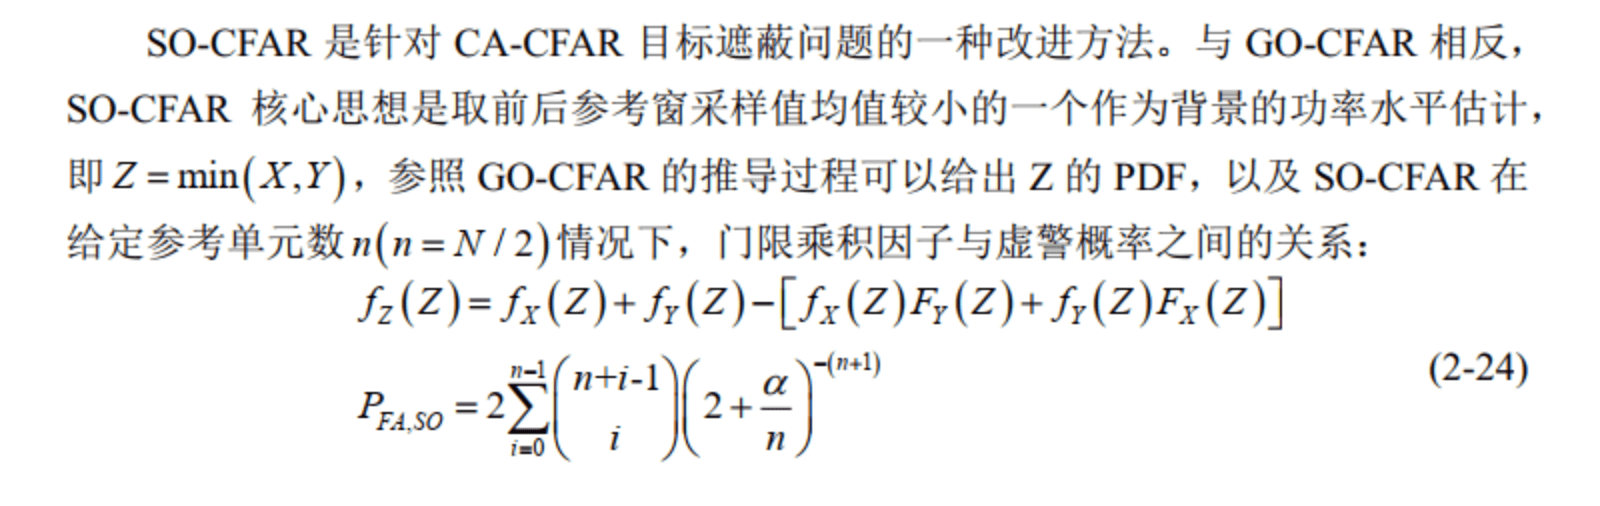 SO-CFAR 是针对 CA-CFAR 目标遮蔽问题的一种改进方法。与 GO-CFAR 相反，
SO-CFAR 核心思想是取前后参考窗采样值均值较小的一个作为背景的功率水平估计，
即 Z = min(X,Y)，参照 GO-CFAR 的推导过程可以给出 Z 的 PDF，以及 SO-CFAR 在
给定参考单元数 n(n = N / 2) 情况下，门限乘积因子与虚警概率之间的关系：
f_Z(Z) = f_X(Z) + f_Y(Z) − [f_X(Z)F_Y(Z) + f_Y(Z)F_X(Z)]
P_{FA,SO} = 2\sum_{i=0}^{n−1}\binom{n+i-1}{i}\left(2+\frac{α}{n}\right)^{−(n+1)} (2-24)